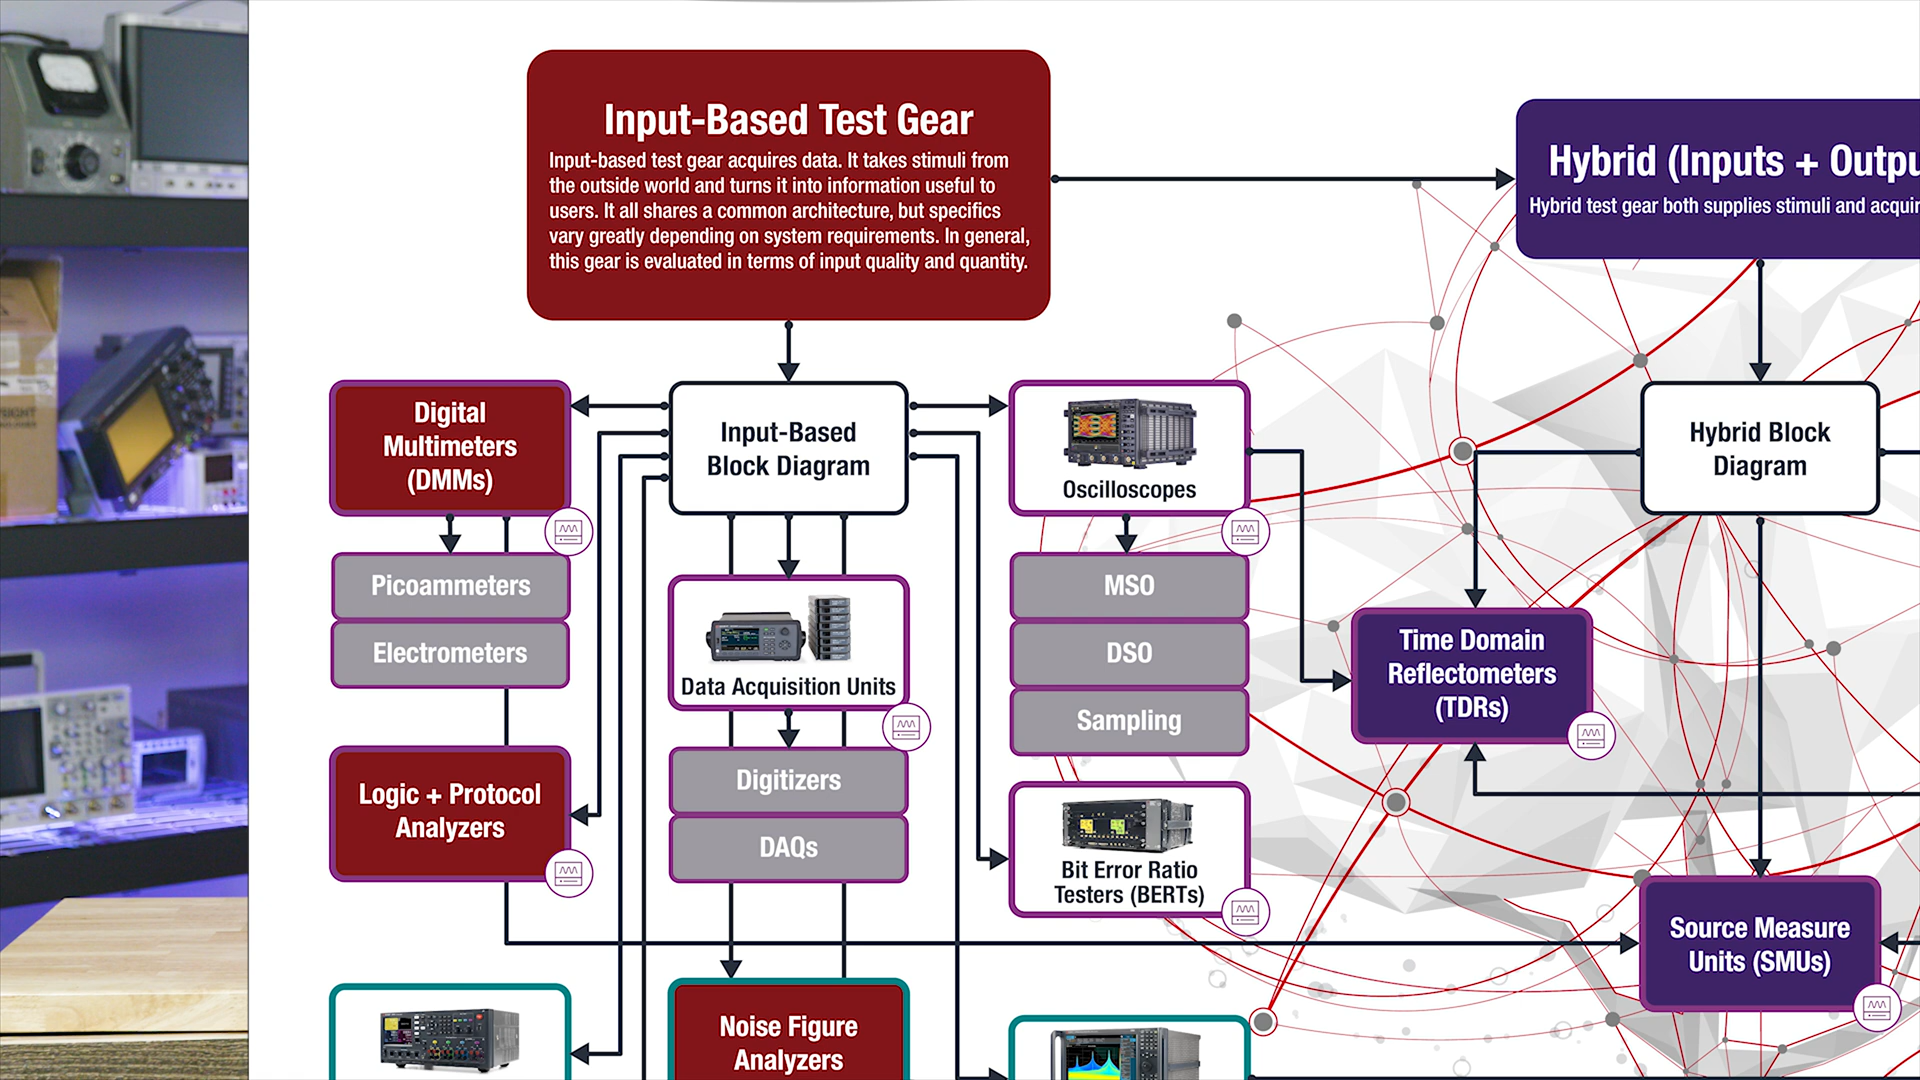 Input-Based Test Gear
Input-based test gear acquires data. It takes stimuli from
the outside world and turns it into information useful to
users. It all shares a common architecture, but specifics
vary greatly depending on system requirements. In general,
this gear is evaluated in terms of input quality and quantity.
Hybrid (Inputs + Outpu
Hybrid test gear both supplies stimuli and acquir
Digital
Multimeters
(DMMs)
Picoammeters
Electrometers
Logic + Protocol
Analyzers
Input-Based
Block Diagram
Data Acquisition Units
Digitizers
DAQs
Noise Figure
Analyzers
Oscilloscopes
MSO
DSO
Sampling
Bit Error Ratio
Testers (BERTs)
Hybrid Block
Diagram
Time Domain
Reflectometers
(TDRs)
Source Measure
Units (SMUs)